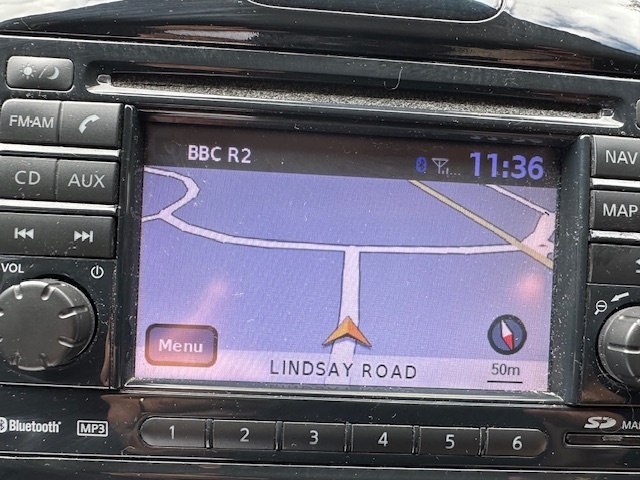 FM·AM
CD
AUX
VOL
BBC R2
11:36
Menu
LINDSAY ROAD
50m
NAV
MAP
Bluetooth®
MP3
1 2 3 4 5 6
SD